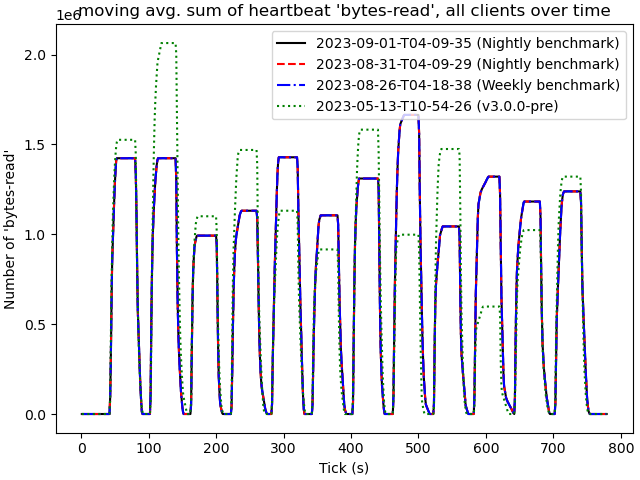 moving avg. sum of heartbeat 'bytes-read', all clients over time
1e6
2023-09-01-T04-09-35 (Nightly benchmark)
2023-08-31-T04-09-29 (Nightly benchmark)
2023-08-26-T04-18-38 (Weekly benchmark)
2023-05-13-T10-54-26 (v3.0.0-pre)
Number of 'bytes-read'
2.0
1.5
1.0
0.5
0.0
0 100 200 300 400 500 600 700 800
Tick (s)